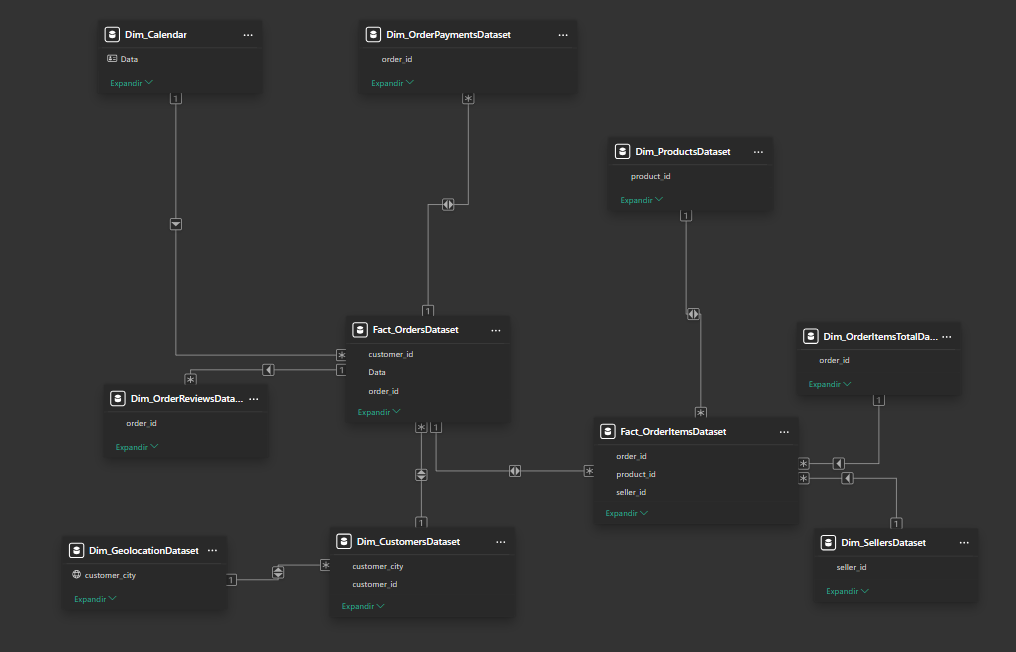 Dim_Calendar
Data
Expandir
Dim_OrderPaymentsDataset
order_id
Expandir
1
*
Dim_ProductsDataset
product_id
Expandir
1
1
Fact_OrdersDataset
customer_id
Data
order_id
Expandir
*
1
*
1
*
Dim_OrderReviewsData...
order_id
Expandir
Dim_OrderItemsTotalDa...
order_id
Expandir
1
*
Fact_OrderItemsDataset
order_id
product_id
seller_id
Expandir
*
*
*
1
Dim_SellersDataset
seller_id
Expandir
1
Dim_CustomersDataset
customer_city
customer_id
Expandir
*
Dim_GeolocationDataset
customer_city
Expandir
1